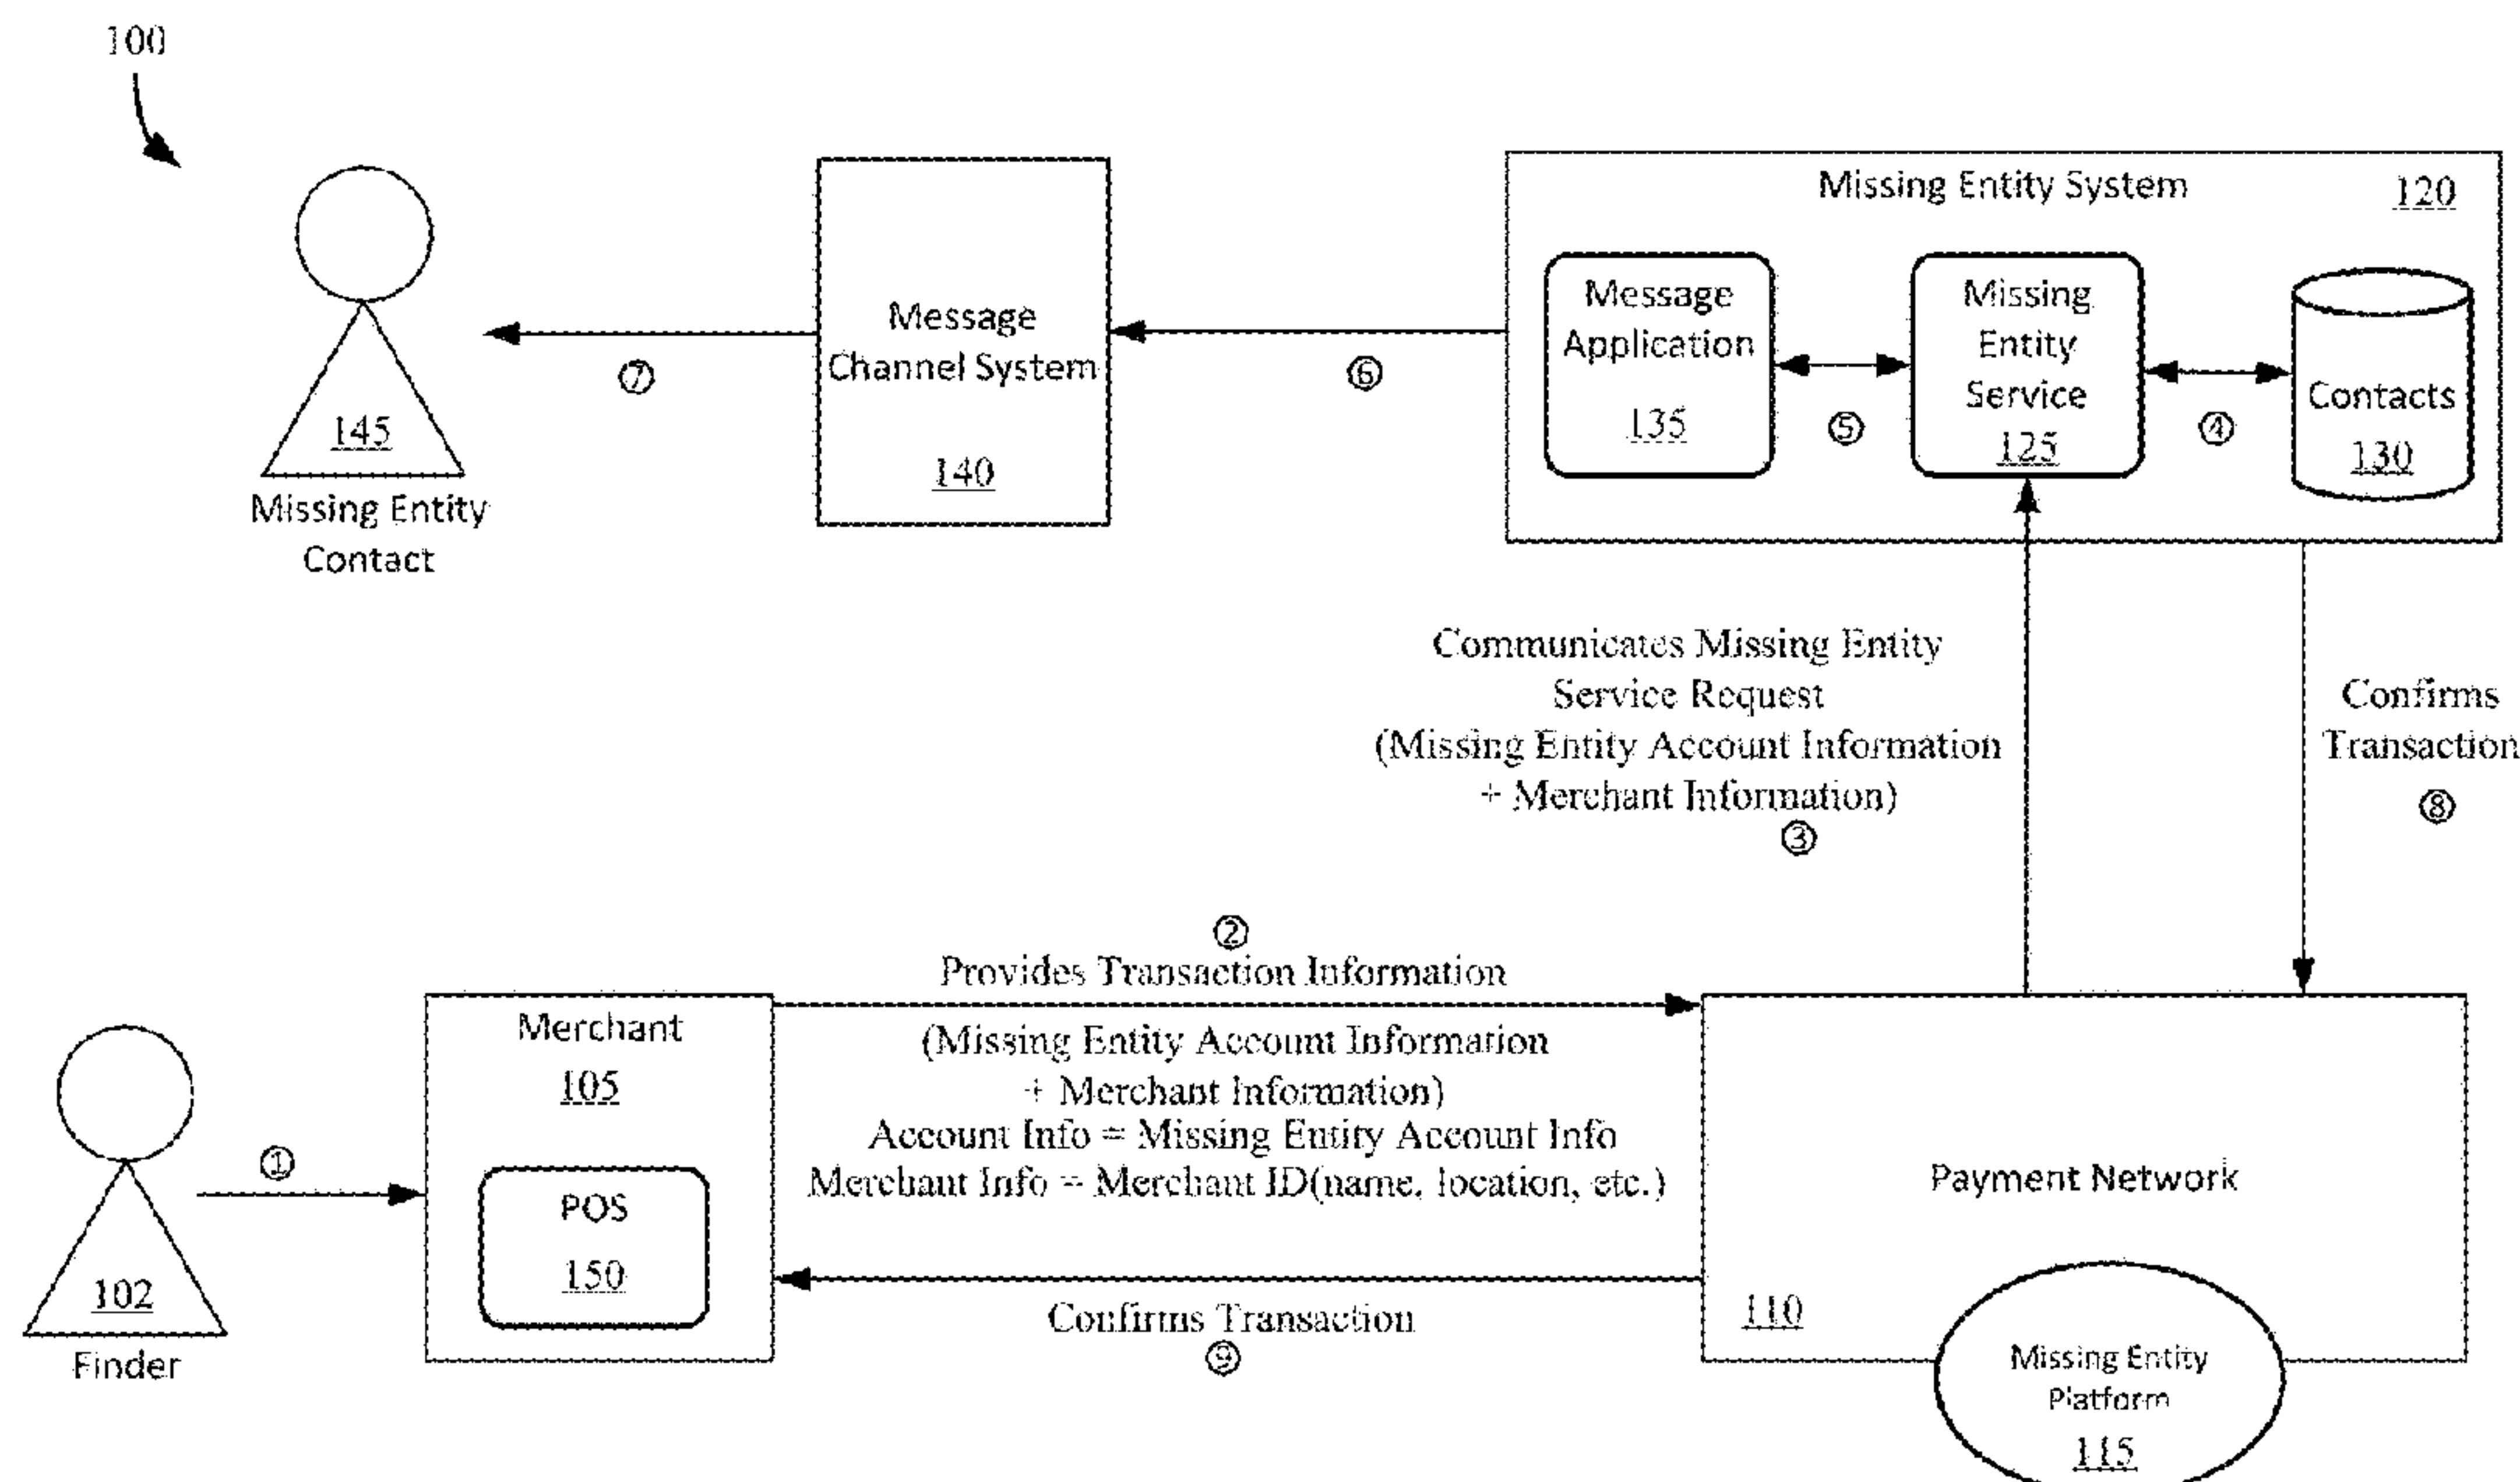 100
Missing Entity System
120
Message
Application
135
Missing
Entity
Service
125
Contacts
130
⑤
④
Message
Channel System
140
⑥
⑦
145
Missing Entity
Contact
Communicates Missing Entity
Service Request
(Missing Entity Account Information
+ Merchant Information)
③
Confirms
Transaction
⑧
②
Provides Transaction Information
(Missing Entity Account Information
+ Merchant Information)
Account Info = Missing Entity Account Info
Merchant Info = Merchant ID(name, location, etc.)
Merchant
105
POS
150
①
102
Finder
Confirms Transaction
⑨
Payment Network
110
Missing Entity
Platform
115